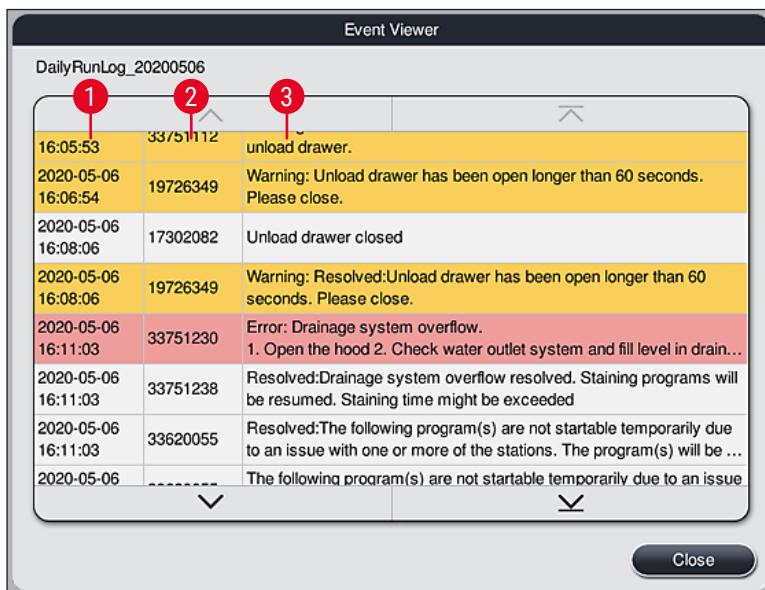 Event Viewer
DailyRunLog_20200506
1
2
3
16:05:53
33751112
unload drawer.
2020-05-06
16:06:54
19726349
Warning: Unload drawer has been open longer than 60 seconds.
Please close.
2020-05-06
16:08:06
17302082
Unload drawer closed
2020-05-06
16:08:06
19726349
Warning: Resolved:Unload drawer has been open longer than 60
seconds. Please close.
2020-05-06
16:11:03
33751230
Error: Drainage system overflow.
1. Open the hood 2. Check water outlet system and fill level in drain...
2020-05-06
16:11:03
33751238
Resolved:Drainage system overflow resolved. Staining programs will
be resumed. Staining time might be exceeded
2020-05-06
16:11:03
33620055
Resolved:The following program(s) are not startable temporarily due
to an issue with one or more of the stations. The program(s) will be ...
2020-05-06
The following program(s) are not startable temporarily due to an issue
Close